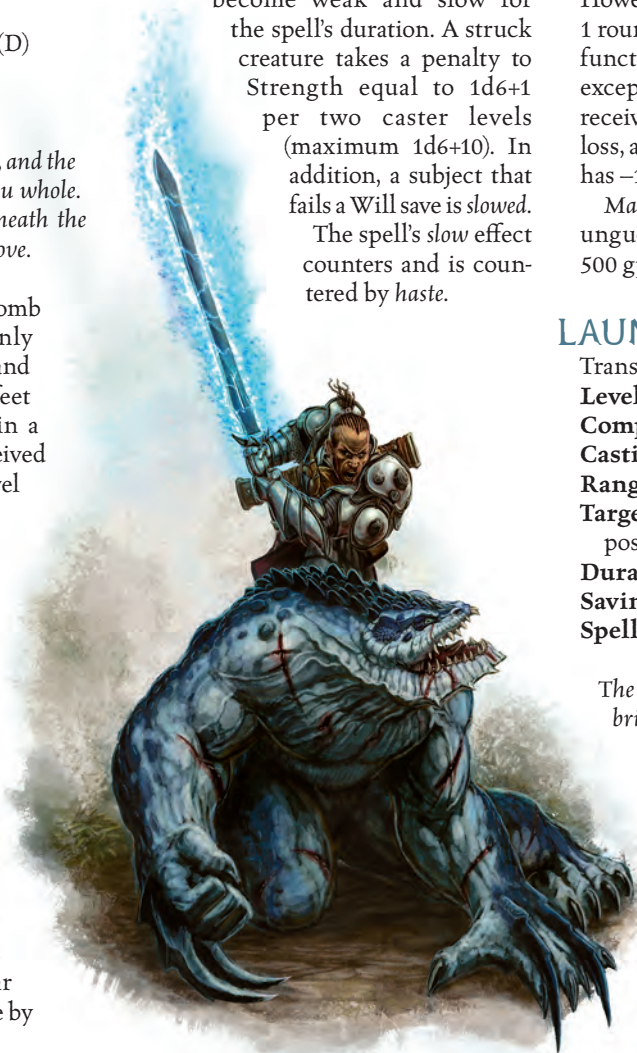 (D)
, and the
u whole.
neath the
ove.
omb
nly
and
feet
in a
eived
vel
ir
e by
become weak and slow for
the spell's duration. A struck
creature takes a penalty to
Strength equal to 1d6+1
per two caster levels
(maximum 1d6+10). In
addition, a subject that
fails a Will save is slowed.
The spell's slow effect
counters and is coun-
tered by haste.
Howe
1 roun
funct
excep
receiv
loss, a
has –1
Ma
ungue
500 g
LAUN
Trans
Level
Comp
Casti
Rang
Targe
pos
Dura
Savin
Spell
The
bri